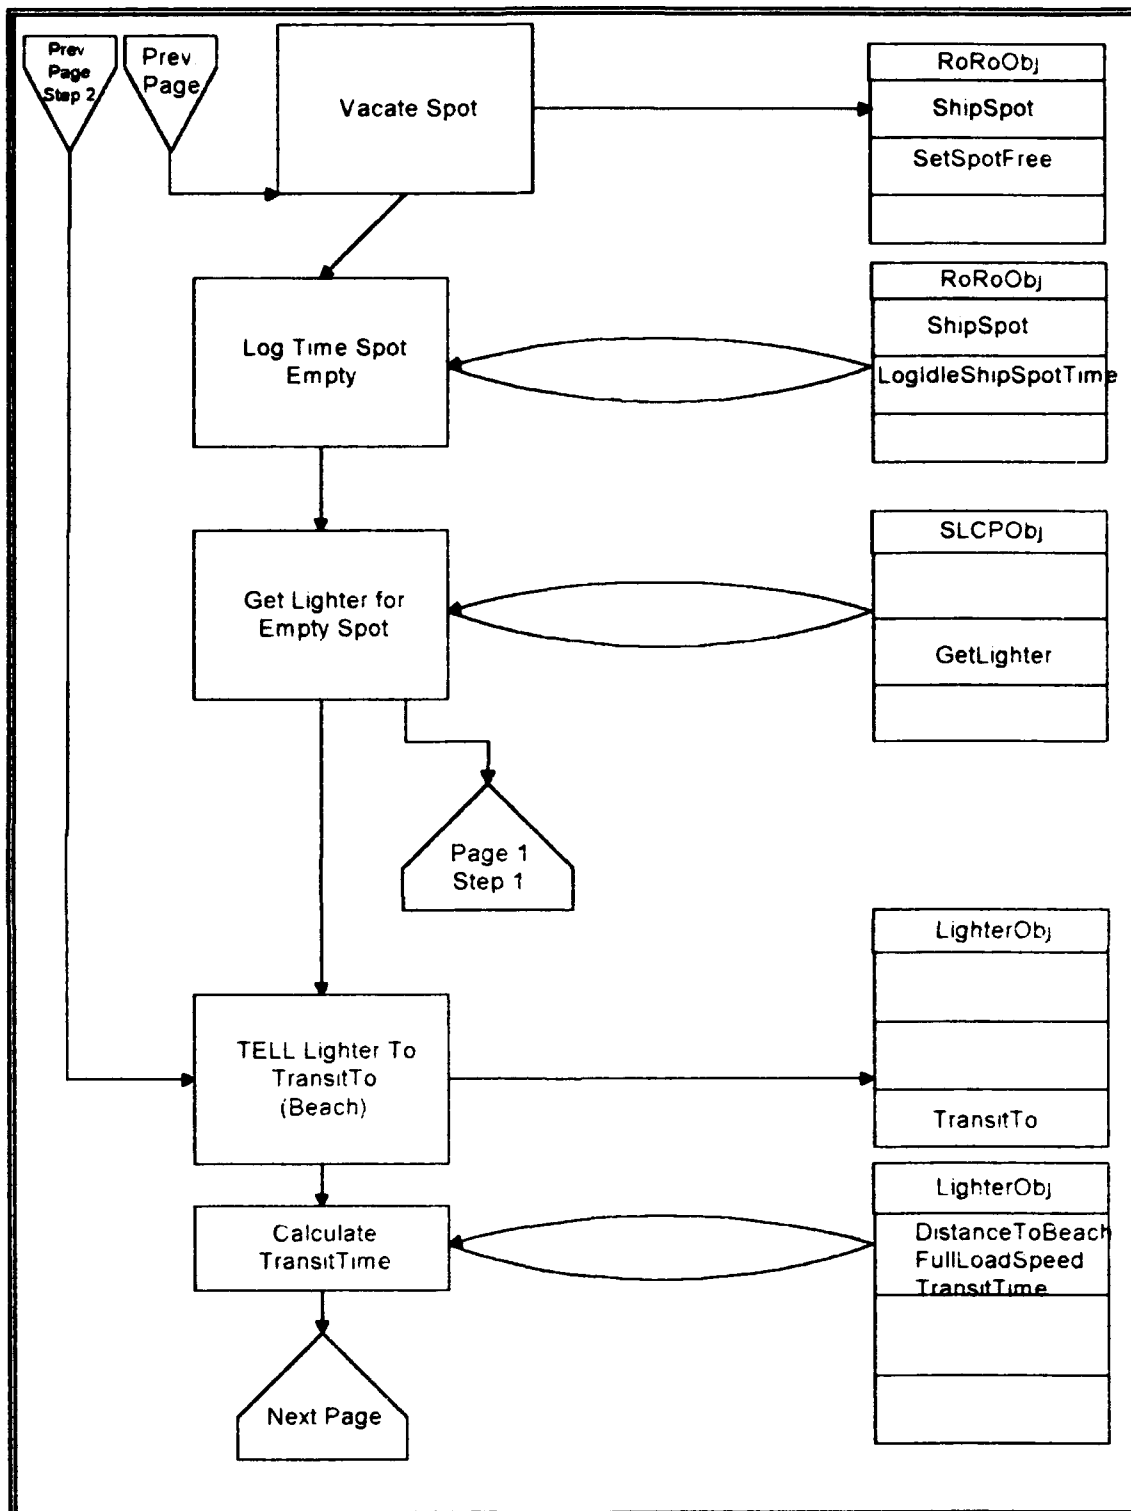 Prev
Page
Step 2
Prev
Page
Vacate Spot
RoRoObj
ShipSpot
SetSpotFree
Log Time Spot
Empty
RoRoObj
ShipSpot
LogIdleShipSpotTime
Get Lighter for
Empty Spot
SLCPObj
GetLighter
Page 1
Step 1
TELL Lighter To
TransitTo
(Beach)
LighterObj
TransitTo
Calculate
TransitTime
LighterObj
DistanceToBeach
FullLoadSpeed
TransitTime
Next Page